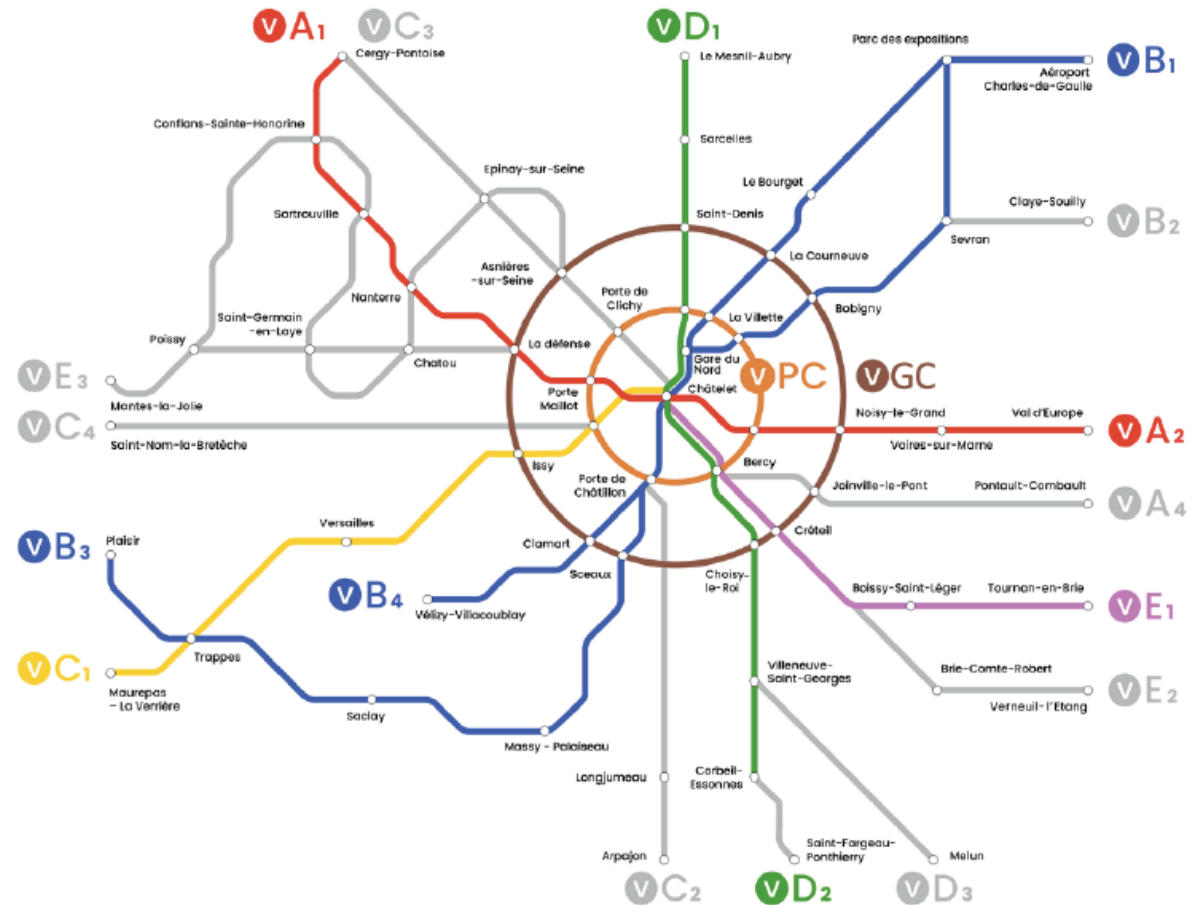 V A1
V C3
V D1
Cergy-Pontoise
Le Mesnil-Aubry
Parc des expositions
V B1
Aéroport
Charles-de-Gaulle
Conflans-Sainte-Honorine
Sarcelles
Epinay-sur-Seine
Le Bourget
Sartrouville
Saint-Denis
Claye-Souilly
V B2
Sevran
La Courneuve
Asnières
-sur-Seine
Nanterre
Porte de
Clichy
La Villette
Bobigny
Saint-Germain
-en-Laye
Poissy
Chatou
La défense
Gare du
Nord
V PC
V GC
V E3
Mantes-la-Jolie
Porte
Maillot
Châtelet
Noisy-le-Grand
Val d'Europe
V A2
Vaires-sur-Marne
V C4
Saint-Nom-la-Bretèche
Issy
Bercy
Porte de
Châtillon
Joinville-le-Pont
Pontault-Combault
V A4
Versailles
Créteil
V B3
Plaisir
Clamart
Sceaux
Choisy-
le-Roi
V B4
Vélizy-Villacoublay
Boissy-Saint-Léger
Tournan-en-Brie
V E1
Trappes
V C1
Maurepas
– La Verrière
Villeneuve-
Saint-Georges
Brie-Comte-Robert
V E2
Verneuil-l'Etang
Saclay
Massy - Palaiseau
Longjumeau
Corbeil-
Essonnes
Arpajon
Saint-Fargeau-
Ponthierry
Melun
V C2
V D2
V D3